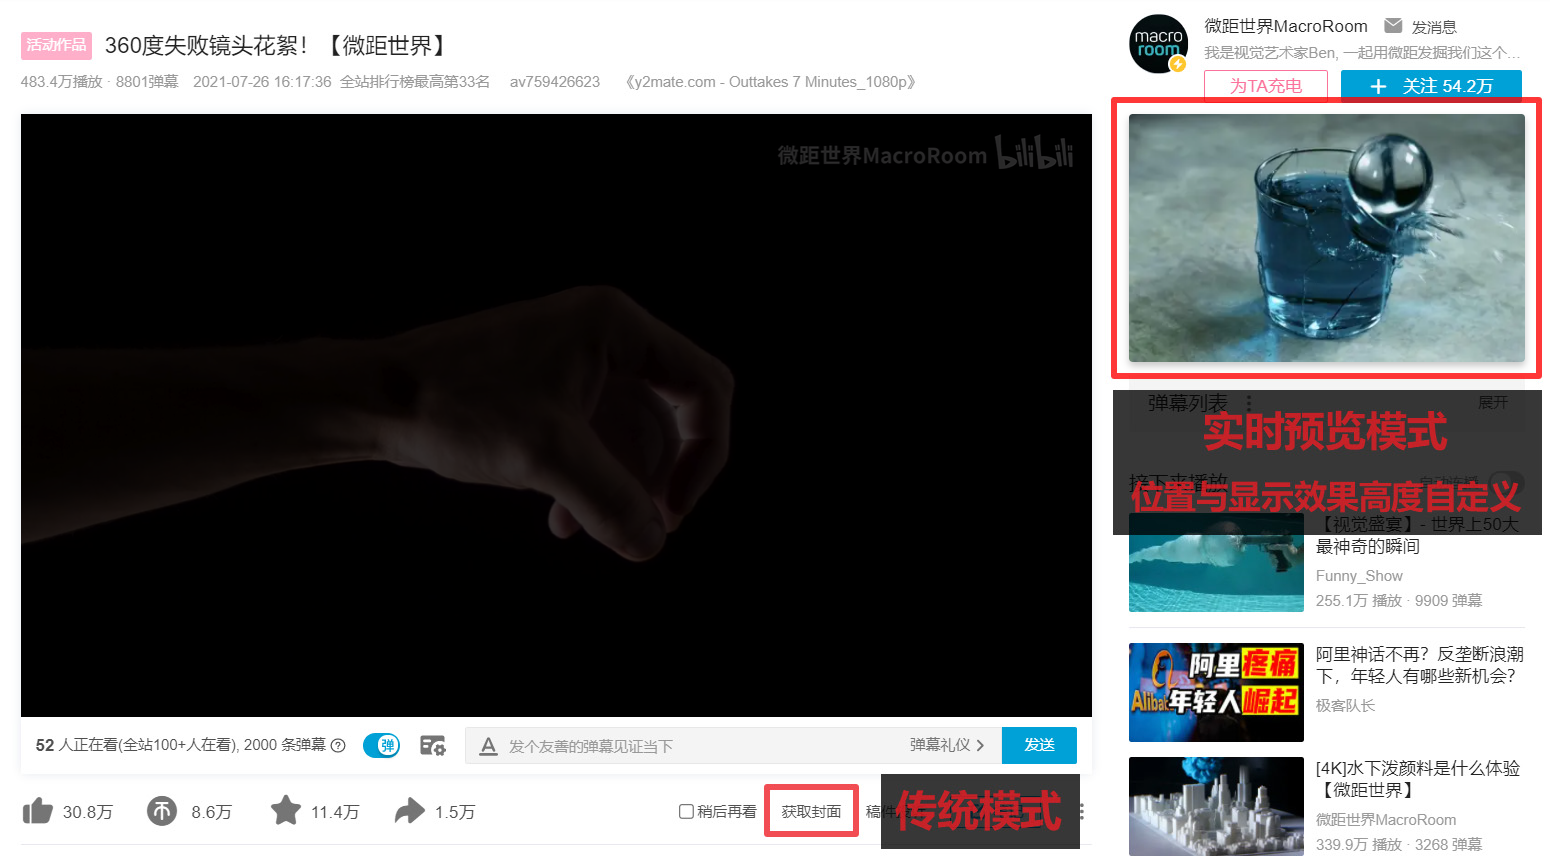 活动作品 360度失败镜头花絮！【微距世界】
483.4万播放 · 8801弹幕 2021-07-26 16:17:36 全站排行榜最高第33名 av759426623 《y2mate.com - Outtakes 7 Minutes_1080p》
微距世界MacroRoom bilibili
52 人正在看(全站100+人在看), 2000 条弹幕
弹
发个友善的弹幕见证当下
弹幕礼仪
发送
30.8万 8.6万 11.4万 1.5万
稍后再看 获取封面 稿件
传统模式
macro room
微距世界MacroRoom 发消息
我是视觉艺术家Ben, 一起用微距发掘我们这个...
为TA充电
+ 关注 54.2万
弹幕列表 展开
实时预览模式
接下来播放
位置与显示效果高度自定义
【视觉盛宴】- 世界上50大
最神奇的瞬间
Funny_Show
255.1万 播放 · 9909 弹幕
阿里疼痛
年轻人崛起
Alibab
阿里神话不再？反垄断浪潮
下，年轻人有哪些新机会？
极客队长
[4K]水下泼颜料是什么体验
【微距世界】
微距世界MacroRoom
339.9万 播放 · 3268 弹幕